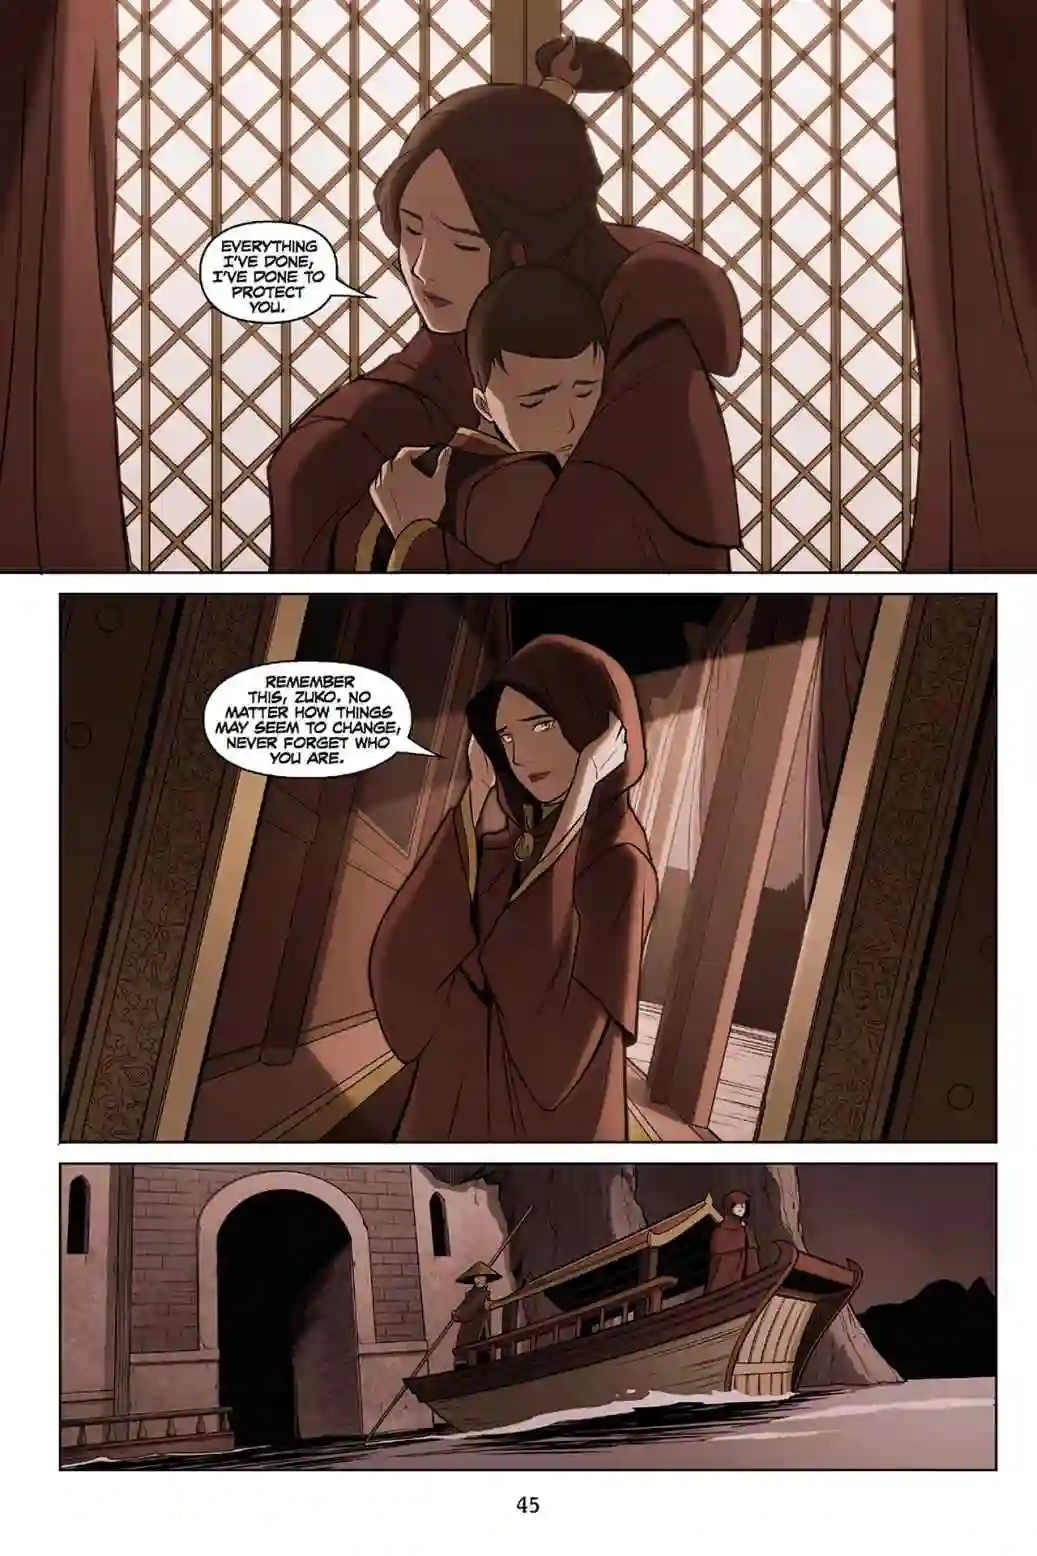 EVERYTHING
I'VE DONE,
I'VE DONE TO
PROTECT
YOU.
REMEMBER
THIS, ZUKO. NO
MATTER HOW THINGS
MAY SEEM TO CHANGE,
NEVER FORGET WHO
YOU ARE.
45